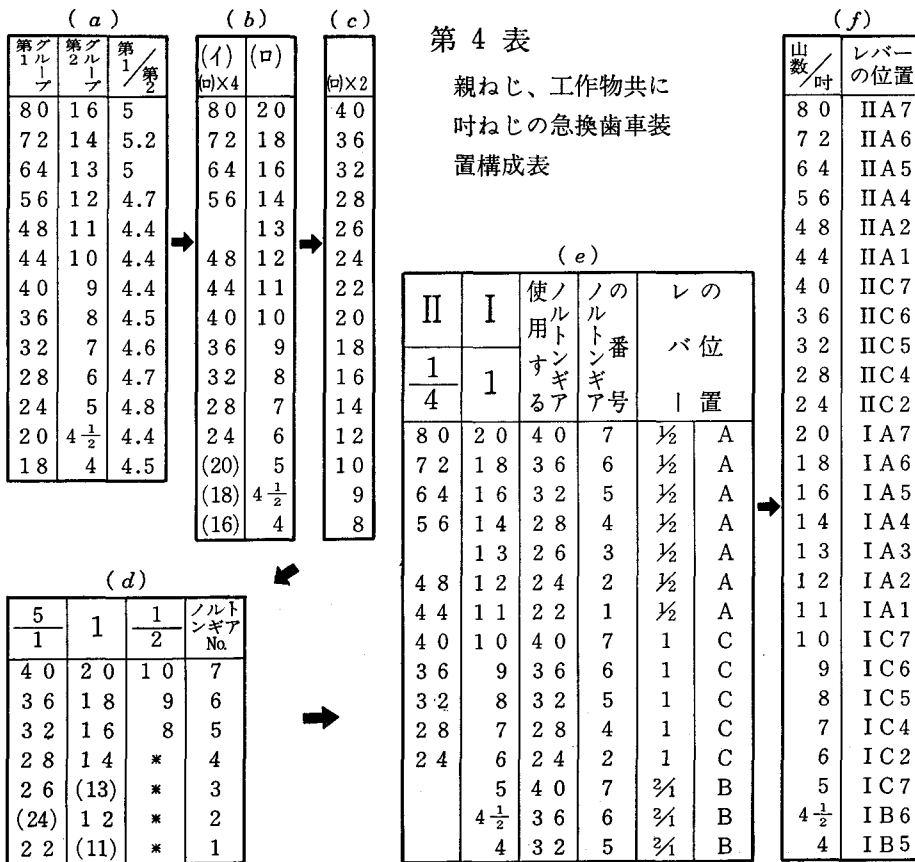 第 4 表
親ねじ、工作物共に
吋ねじの急換歯車装
置構成表
(a)
第1グループ 第2グループ 第1/第2
80 16 5
72 14 5.2
64 13 5
56 12 4.7
48 11 4.4
44 10 4.4
40 9 4.4
36 8 4.5
32 7 4.6
28 6 4.7
24 5 4.8
20 4 1/2 4.4
18 4 4.5
(b)
(イ) (ロ)
(ロ)×4
80 20
72 18
64 16
56 14
13
48 12
44 11
40 10
36 9
32 8
28 7
24 6
(20) 5
(18) 4 1/2
(16) 4
(c)
(ロ)×2
40
36
32
28
26
24
22
20
18
16
14
12
10
9
8
(d)
5/1 1 1/2 ノルトンギアNo.
40 20 10 7
36 18 9 6
32 16 8 5
28 14 * 4
26 (13) * 3
(24) 12 * 2
22 (11) * 1
(e)
II I 使用するノルトンギア ノルトンギアの番号 レバーの位置
1/4 1
80 20 40 7 1/2 A
72 18 36 6 1/2 A
64 16 32 5 1/2 A
56 14 28 4 1/2 A
13 26 3 1/2 A
48 12 24 2 1/2 A
44 11 22 1 1/2 A
40 10 40 7 1 C
36 9 36 6 1 C
32 8 32 5 1 C
28 7 28 4 1 C
24 6 24 2 1 C
5 40 7 2/1 B
4 1/2 36 6 2/1 B
4 32 5 2/1 B
(f)
山数/吋 レバーの位置
80 IIA7
72 IIA6
64 IIA5
56 IIA4
48 IIA2
44 IIA1
40 IIC7
36 IIC6
32 IIC5
28 IIC4
24 IIC2
20 IA7
18 IA6
16 IA5
14 IA4
13 IA3
12 IA2
11 IA1
10 IC7
9 IC6
8 IC5
7 IC4
6 IC2
5 IC7
4 1/2 IB6
4 IB5